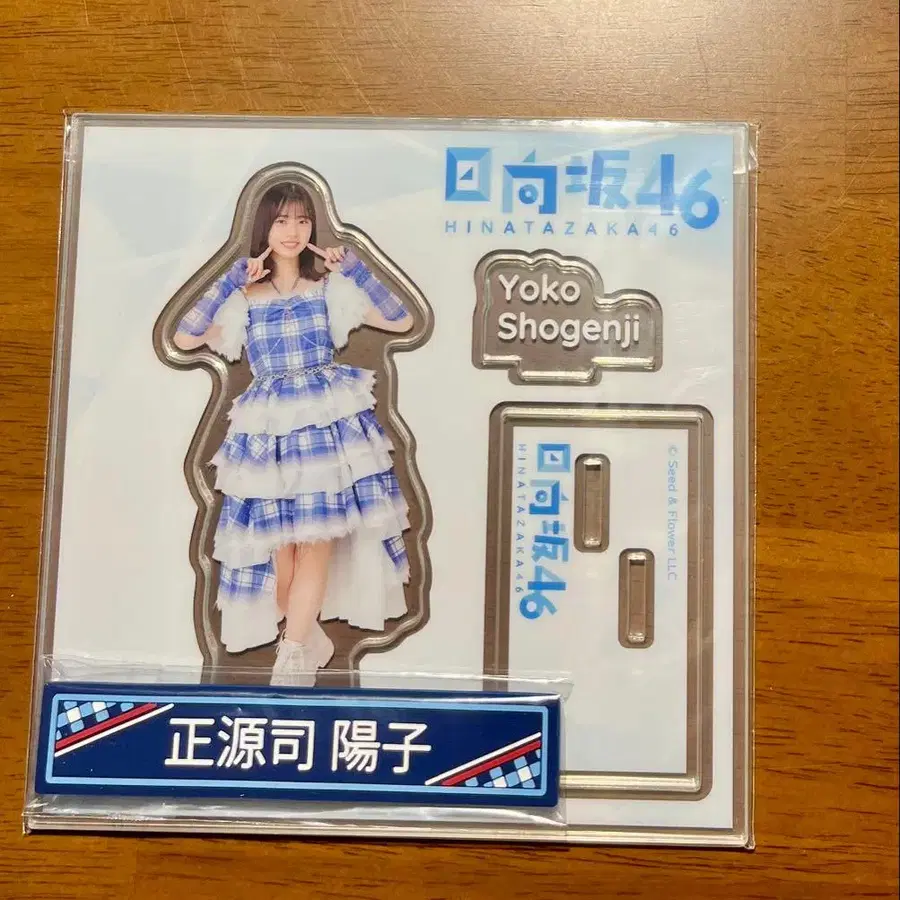 日向坂46
HINATAZAKA46
Yoko
Shogenji
日向坂46
HINATAZAKA46
© Seed & Flower LLC
正源司 陽子